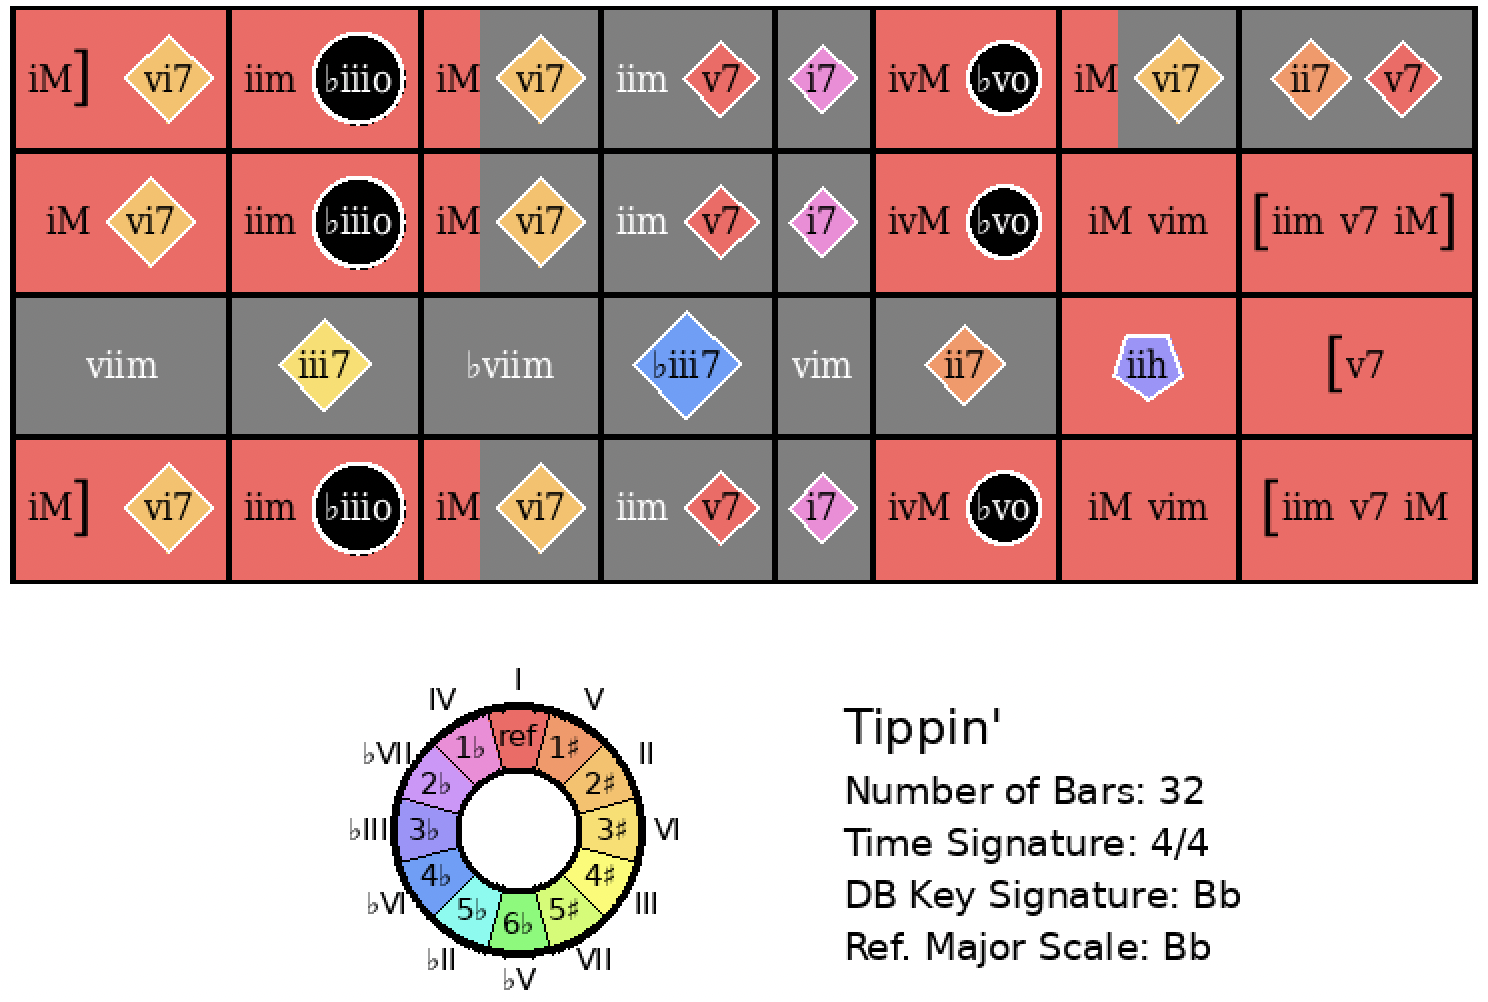 iM] vi7 iim ♭iiio iM vi7 iim v7 i7 ivM ♭vo iM vi7 ii7 v7
iM vi7 iim ♭iiio iM vi7 iim v7 i7 ivM ♭vo iM vim [iim v7 iM]
viim iii7 ♭viim ♭iii7 vim ii7 iih [v7
iM] vi7 iim ♭iiio iM vi7 iim v7 i7 ivM ♭vo iM vim [iim v7 iM
I
IV V
♭VII II
♭III VI
♭VI III
♭II VII
♭V
ref
1♭ 1♯
2♭ 2♯
3♭ 3♯
4♭ 4♯
5♭ 5♯
6♭
Tippin'
Number of Bars: 32
Time Signature: 4/4
DB Key Signature: Bb
Ref. Major Scale: Bb